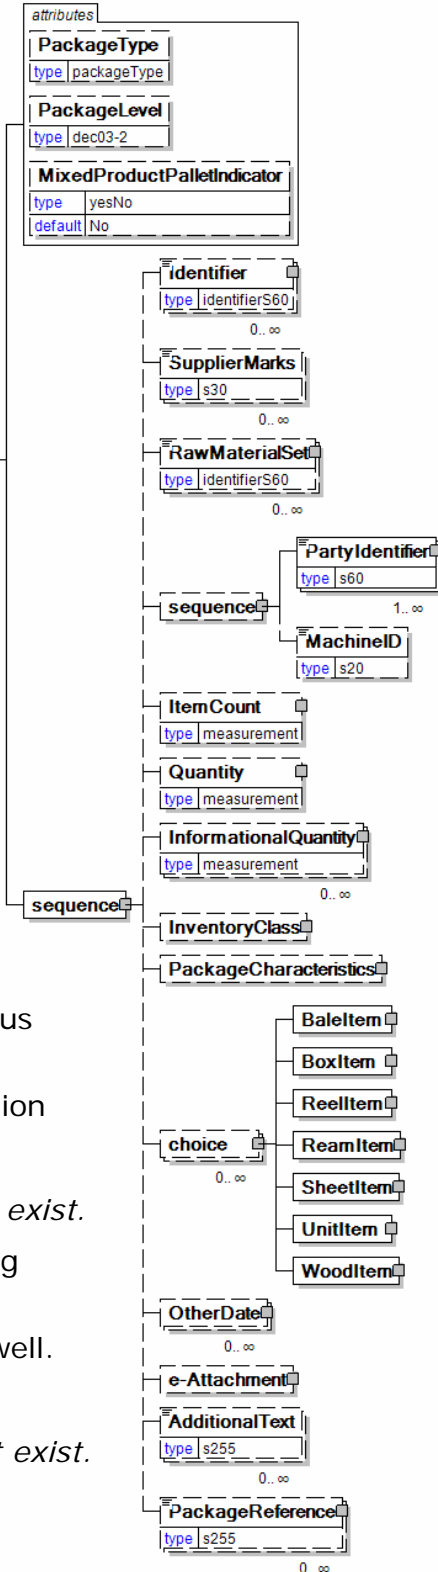 attributes
PackageType
type packageType
PackageLevel
type dec03-2
MixedProductPalletIndicator
type yesNo
default No
Identifier
type identifierS60
0..∞
SupplierMarks
type s30
0..∞
RawMaterialSet
type identifierS60
0..∞
sequence
PartyIdentifier
type s60
1..∞
MachineID
type s20
ItemCount
type measurement
Quantity
type measurement
InformationalQuantity
type measurement
0..∞
sequence
InventoryClass
PackageCharacteristics
us
ion
exist.
g
well.
t exist.
choice
0..∞
BaleItem
BoxItem
ReelItem
ReamItem
SheetItem
UnitItem
WoodItem
OtherDate
0..∞
e-Attachment
AdditionalText
type s255
0..∞
PackageReference
type s255
0..∞